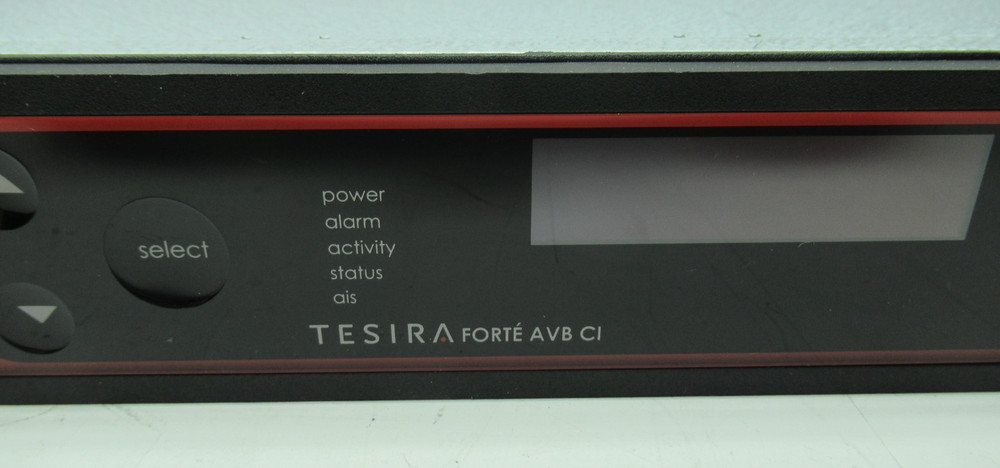 select
power
alarm
activity
status
ais
TESIRA FORTÉ AVB CI